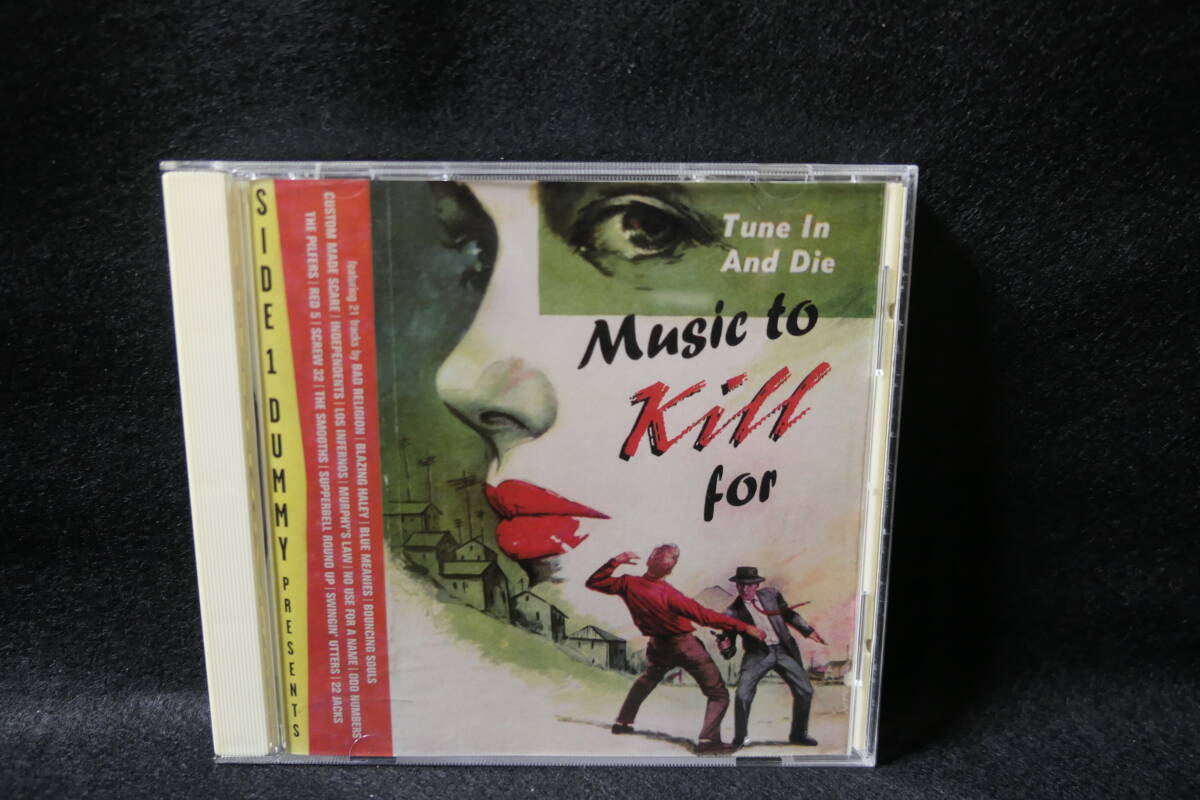 SIDE 1 DUMMY PRESENTS
featuring 21 tracks by BAD RELIGION | BLAZING HALEY | BLUE MEANIES | BOUNCING SOULS
CUSTOM MADE SCARE | INDEPENDENTS | LOS INFERNOS | MURPHY'S LAW | NO USE FOR A NAME | ODD NUMBERS
THE PILFERS | RED 5 | SCREW 32 | THE SMOOTHS | SUPPERBELL ROUND UP | SWINGIN' UTTERS | 22 JACKS
Tune In
And Die
Music to
Kill
for